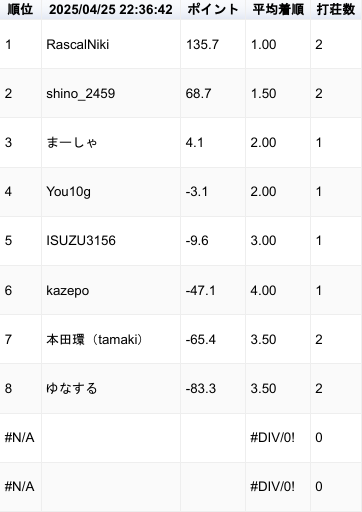 順位 2025/04/25 22:36:42 ポイント 平均着順 打荘数
1 RascalNiki 135.7 1.00 2
2 shino_2459 68.7 1.50 2
3 まーしゃ 4.1 2.00 1
4 You10g -3.1 2.00 1
5 ISUZU3156 -9.6 3.00 1
6 kazepo -47.1 4.00 1
7 本田環（tamaki） -65.4 3.50 2
8 ゆなする -83.3 3.50 2
#N/A #DIV/0! 0
#N/A #DIV/0! 0